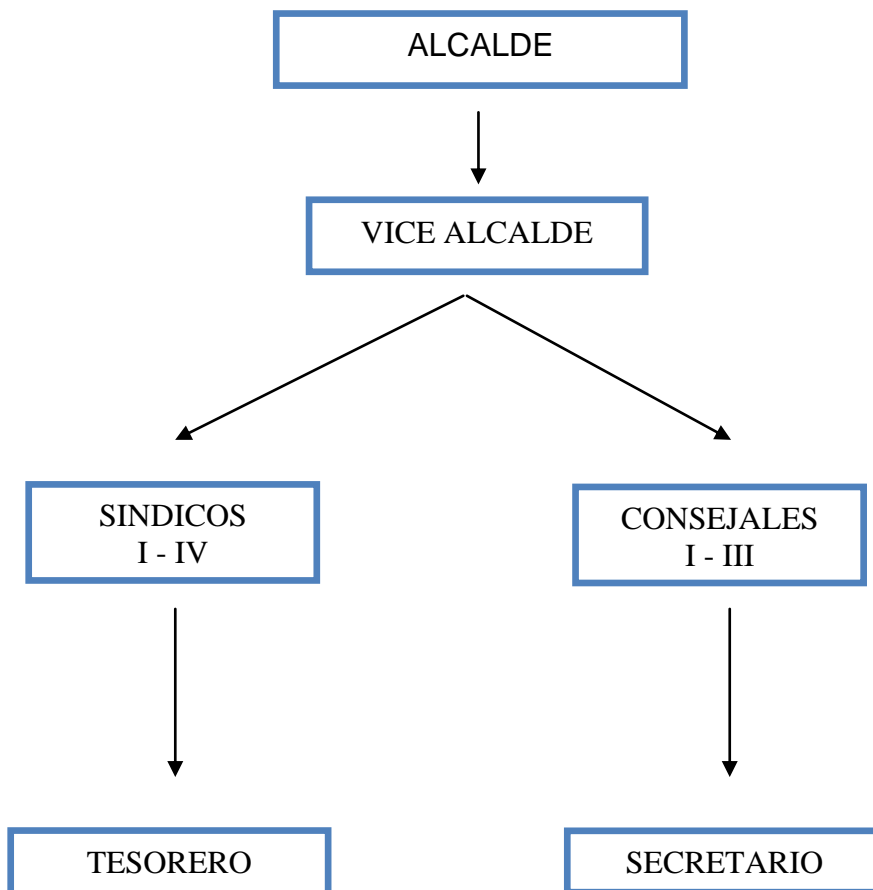 ALCALDE
VICE ALCALDE
SINDICOS
I - IV
CONSEJALES
I - III
TESORERO
SECRETARIO